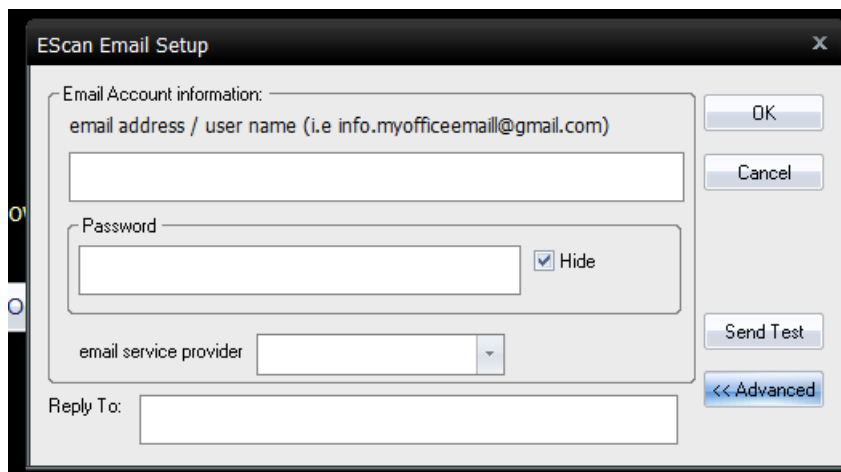 EScan Email Setup x
Email Account information:
email address / user name (i.e info.myofficeemaill@gmail.com)
OK
Cancel
Password
Hide
email service provider
Send Test
<< Advanced
Reply To: